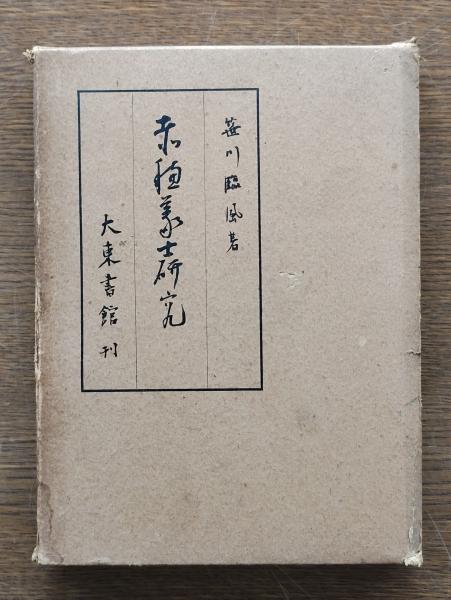 笹川臨風著
赤穂義士研究
大東書館刊